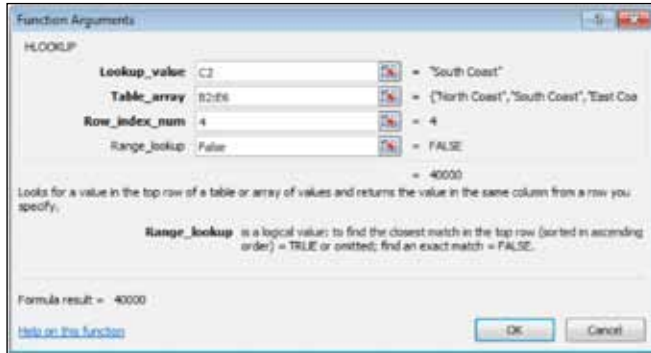 Function Arguments
HLOOKUP
Lookup_value C2 = "South Coast"
Table_array B2:E6 = {"North Coast","South Coast","East Coa
Row_index_num 4 = 4
Range_lookup False = FALSE
= 40000
Looks for a value in the top row of a table or array of values and returns the value in the same column from a row you
specify.
Range_lookup is a logical value: to find the closest match in the top row (sorted in ascending
order) = TRUE or omitted; find an exact match = FALSE.
Formula result = 40000
Help on this function
OK Cancel